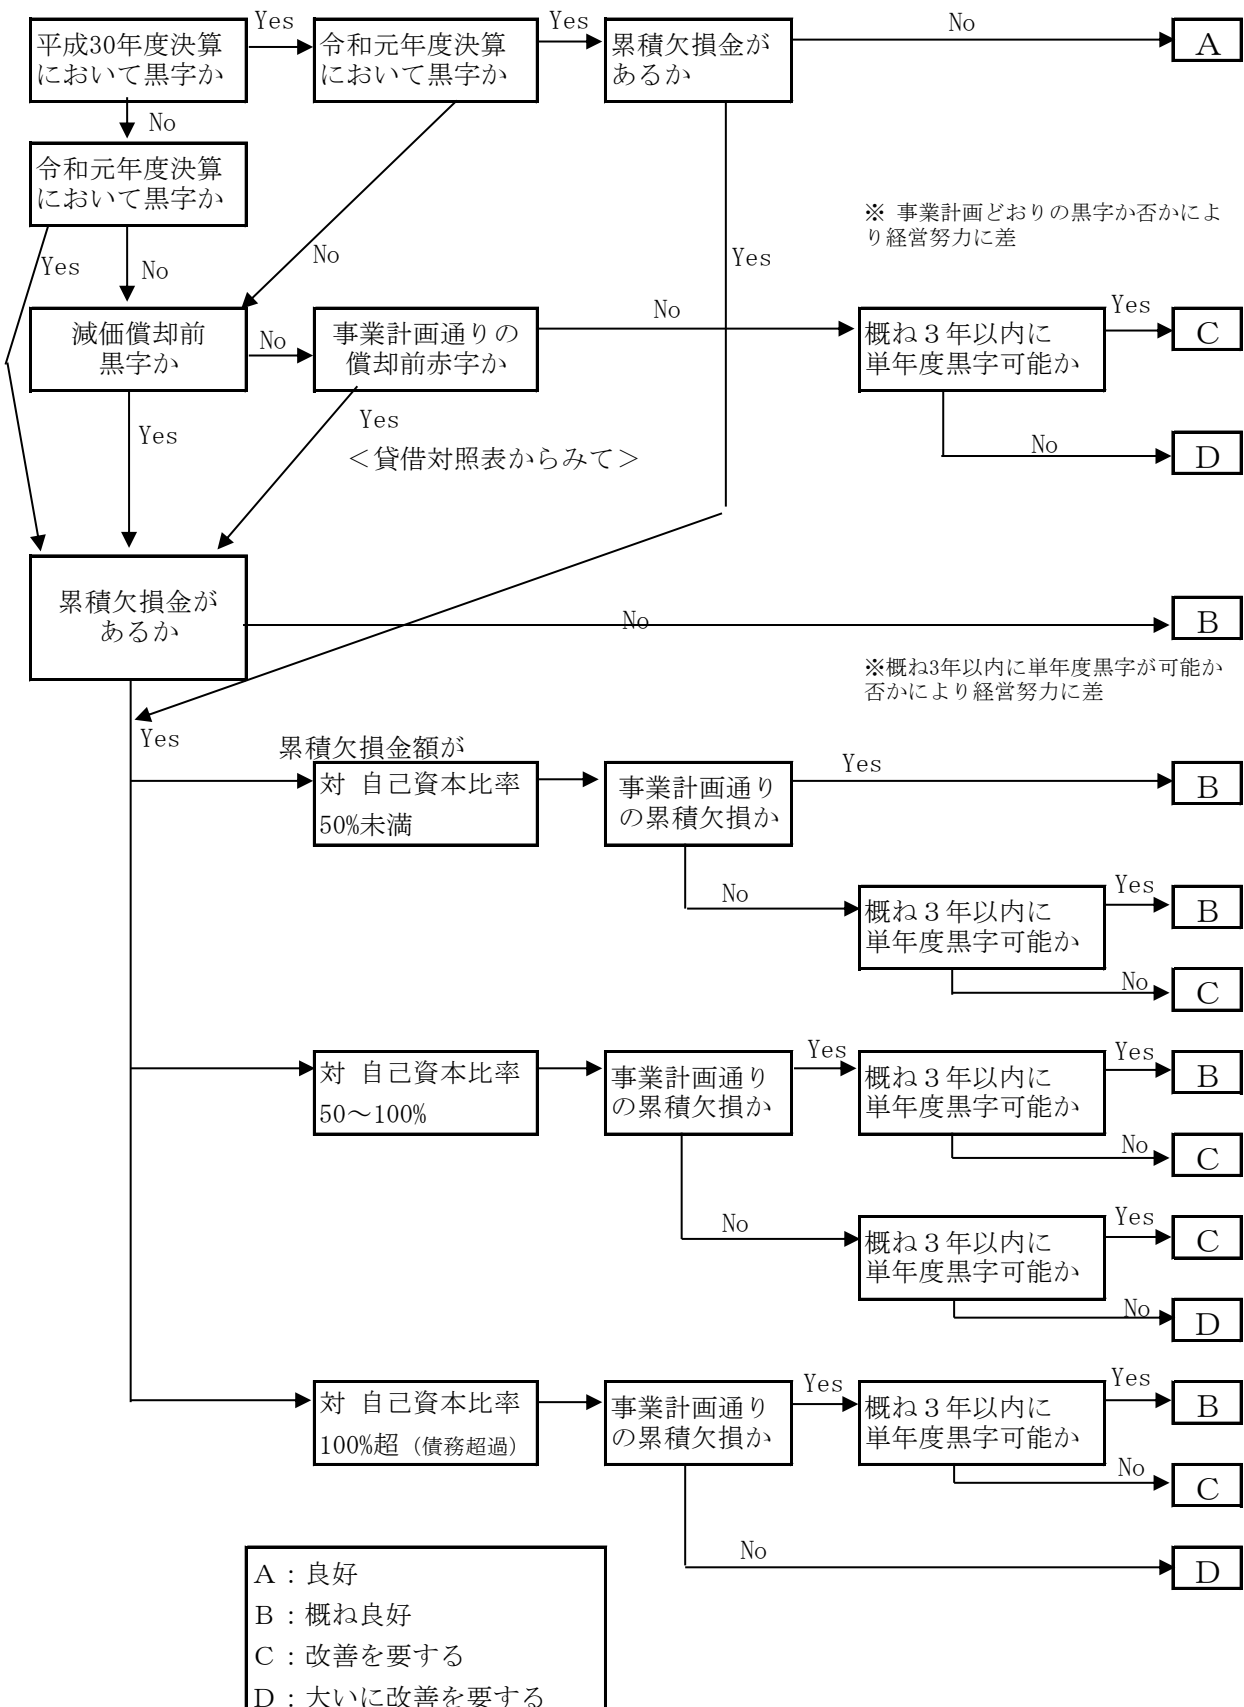 平成30年度決算
において黒字か
Yes
令和元年度決算
において黒字か
Yes
累積欠損金が
あるか
No
A
No
令和元年度決算
において黒字か
※ 事業計画どおりの黒字か否かによ
り経営努力に差
Yes
No
No
Yes
減価償却前
黒字か
No
事業計画通りの
償却前赤字か
No
概ね３年以内に
単年度黒字可能か
Yes
C
Yes
Yes
＜貸借対照表からみて＞
No
D
累積欠損金が
あるか
No
B
※概ね3年以内に単年度黒字が可能か
否かにより経営努力に差
Yes
累積欠損金額が
対 自己資本比率
50%未満
事業計画通り
の累積欠損か
Yes
B
No
概ね３年以内に
単年度黒字可能か
Yes
B
No
C
対 自己資本比率
50～100%
事業計画通り
の累積欠損か
Yes
概ね３年以内に
単年度黒字可能か
Yes
B
No
C
No
概ね３年以内に
単年度黒字可能か
Yes
C
No
D
対 自己資本比率
100%超（債務超過）
事業計画通り
の累積欠損か
Yes
概ね３年以内に
単年度黒字可能か
Yes
B
No
C
No
D
A：良好
B：概ね良好
C：改善を要する
D：大いに改善を要する